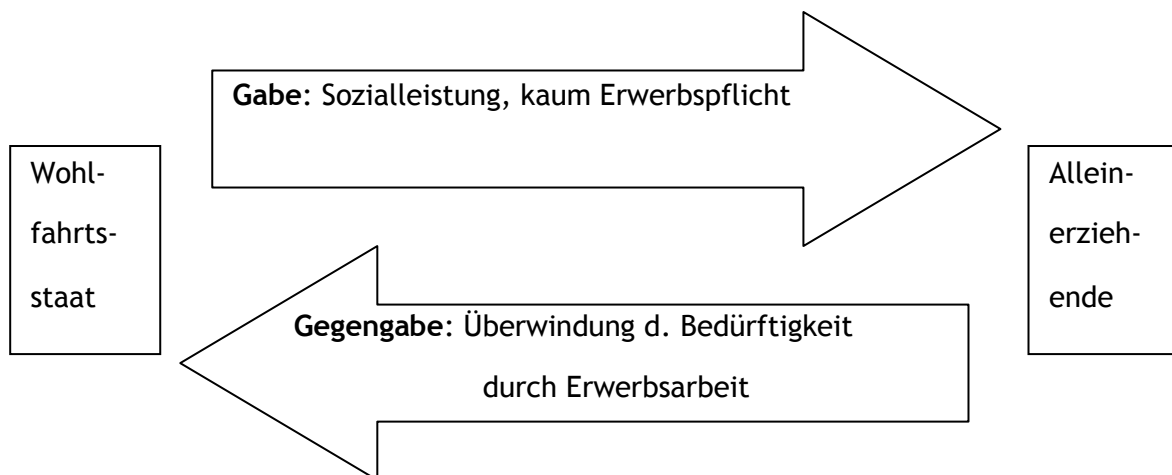 Gabe: Sozialleistung, kaum Erwerbspflicht
Wohl-
fahrts-
staat
Allein-
erzieh-
ende
Gegengabe: Überwindung d. Bedürftigkeit
durch Erwerbsarbeit